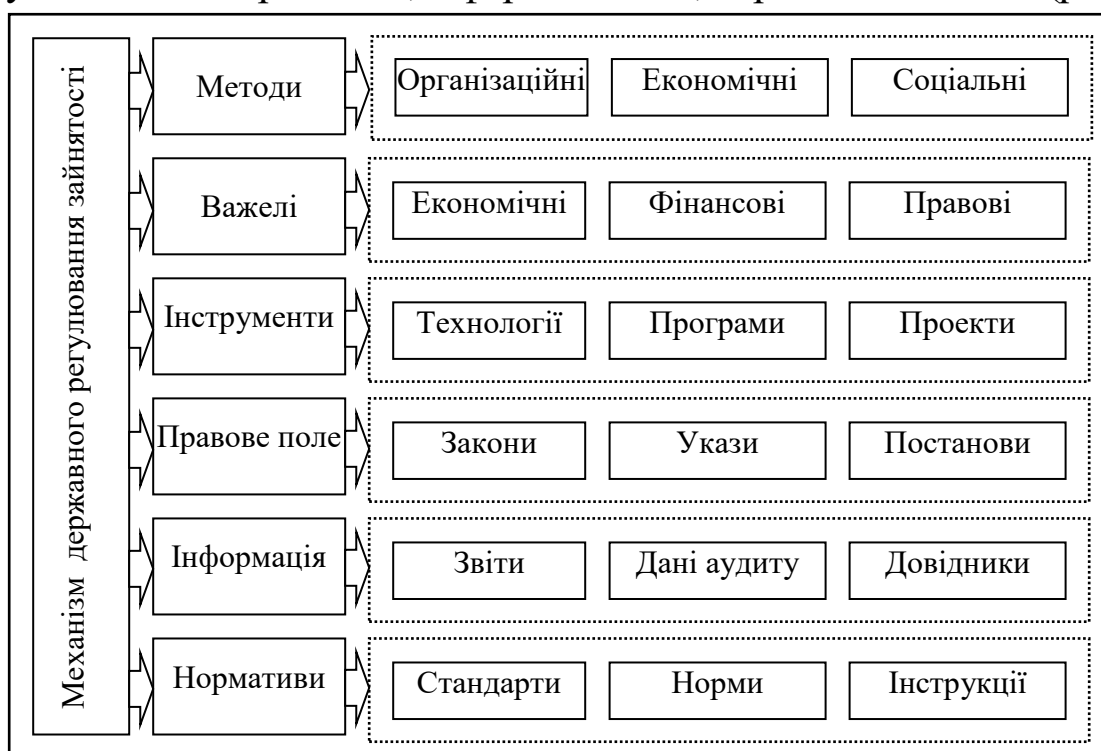 Механізм державного регулювання зайнятості
Методи
Організаційні
Економічні
Соціальні
Важелі
Економічні
Фінансові
Правові
Інструменти
Технології
Програми
Проекти
Правове поле
Закони
Укази
Постанови
Інформація
Звіти
Дані аудиту
Довідники
Нормативи
Стандарти
Норми
Інструкції